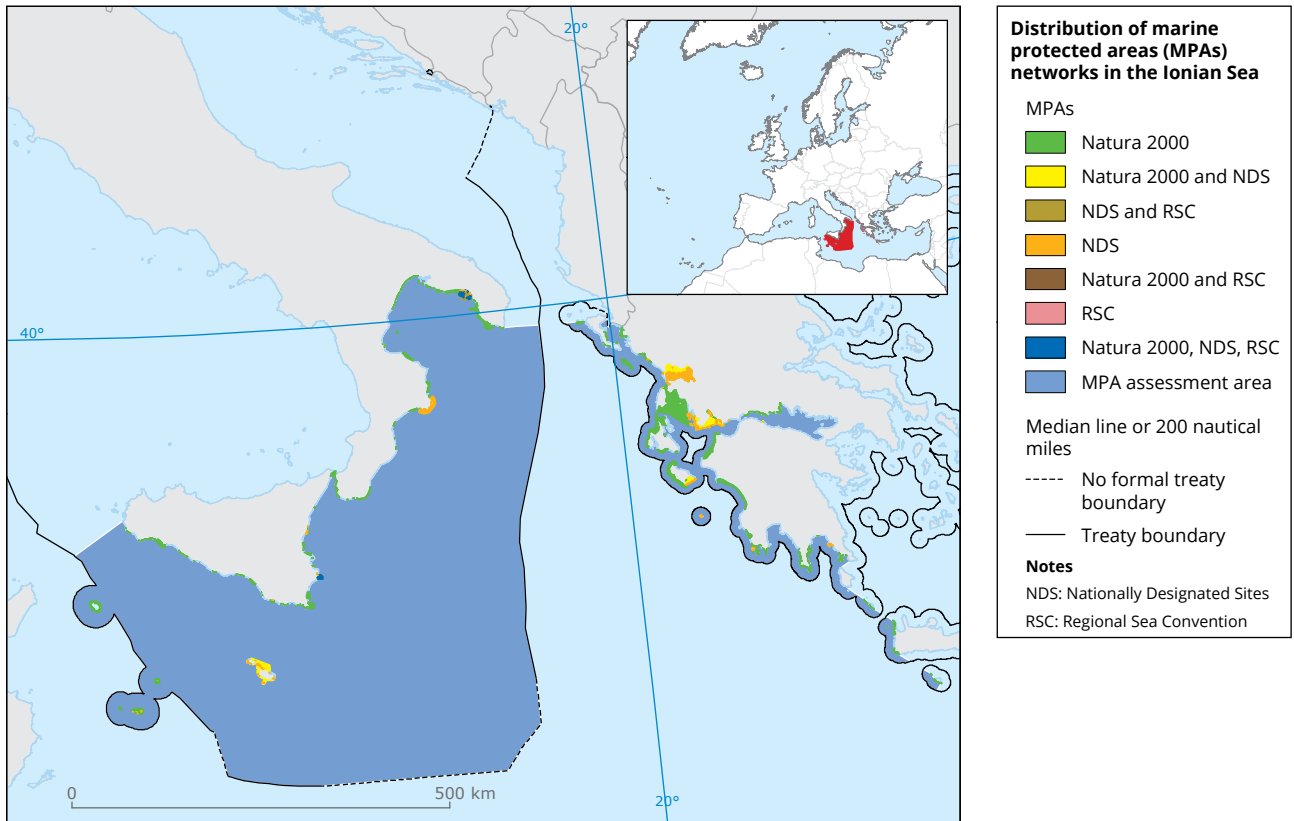 20°
40°
20°
0
500 km
Distribution of marine
protected areas (MPAs)
networks in the Ionian Sea
MPAs
Natura 2000
Natura 2000 and NDS
NDS and RSC
NDS
Natura 2000 and RSC
RSC
Natura 2000, NDS, RSC
MPA assessment area
Median line or 200 nautical
miles
No formal treaty
boundary
Treaty boundary
Notes
NDS: Nationally Designated Sites
RSC: Regional Sea Convention